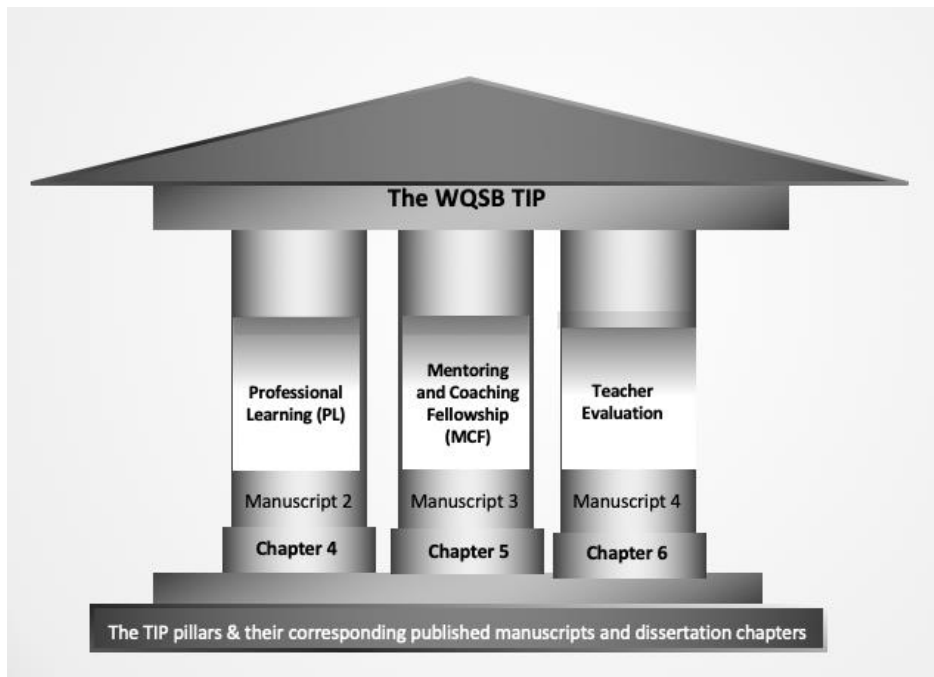 The WQSB TIP
Professional
Learning (PL)
Manuscript 2
Chapter 4
Mentoring
and Coaching
Fellowship
(MCF)
Manuscript 3
Chapter 5
Teacher
Evaluation
Manuscript 4
Chapter 6
The TIP pillars & their corresponding published manuscripts and dissertation chapters